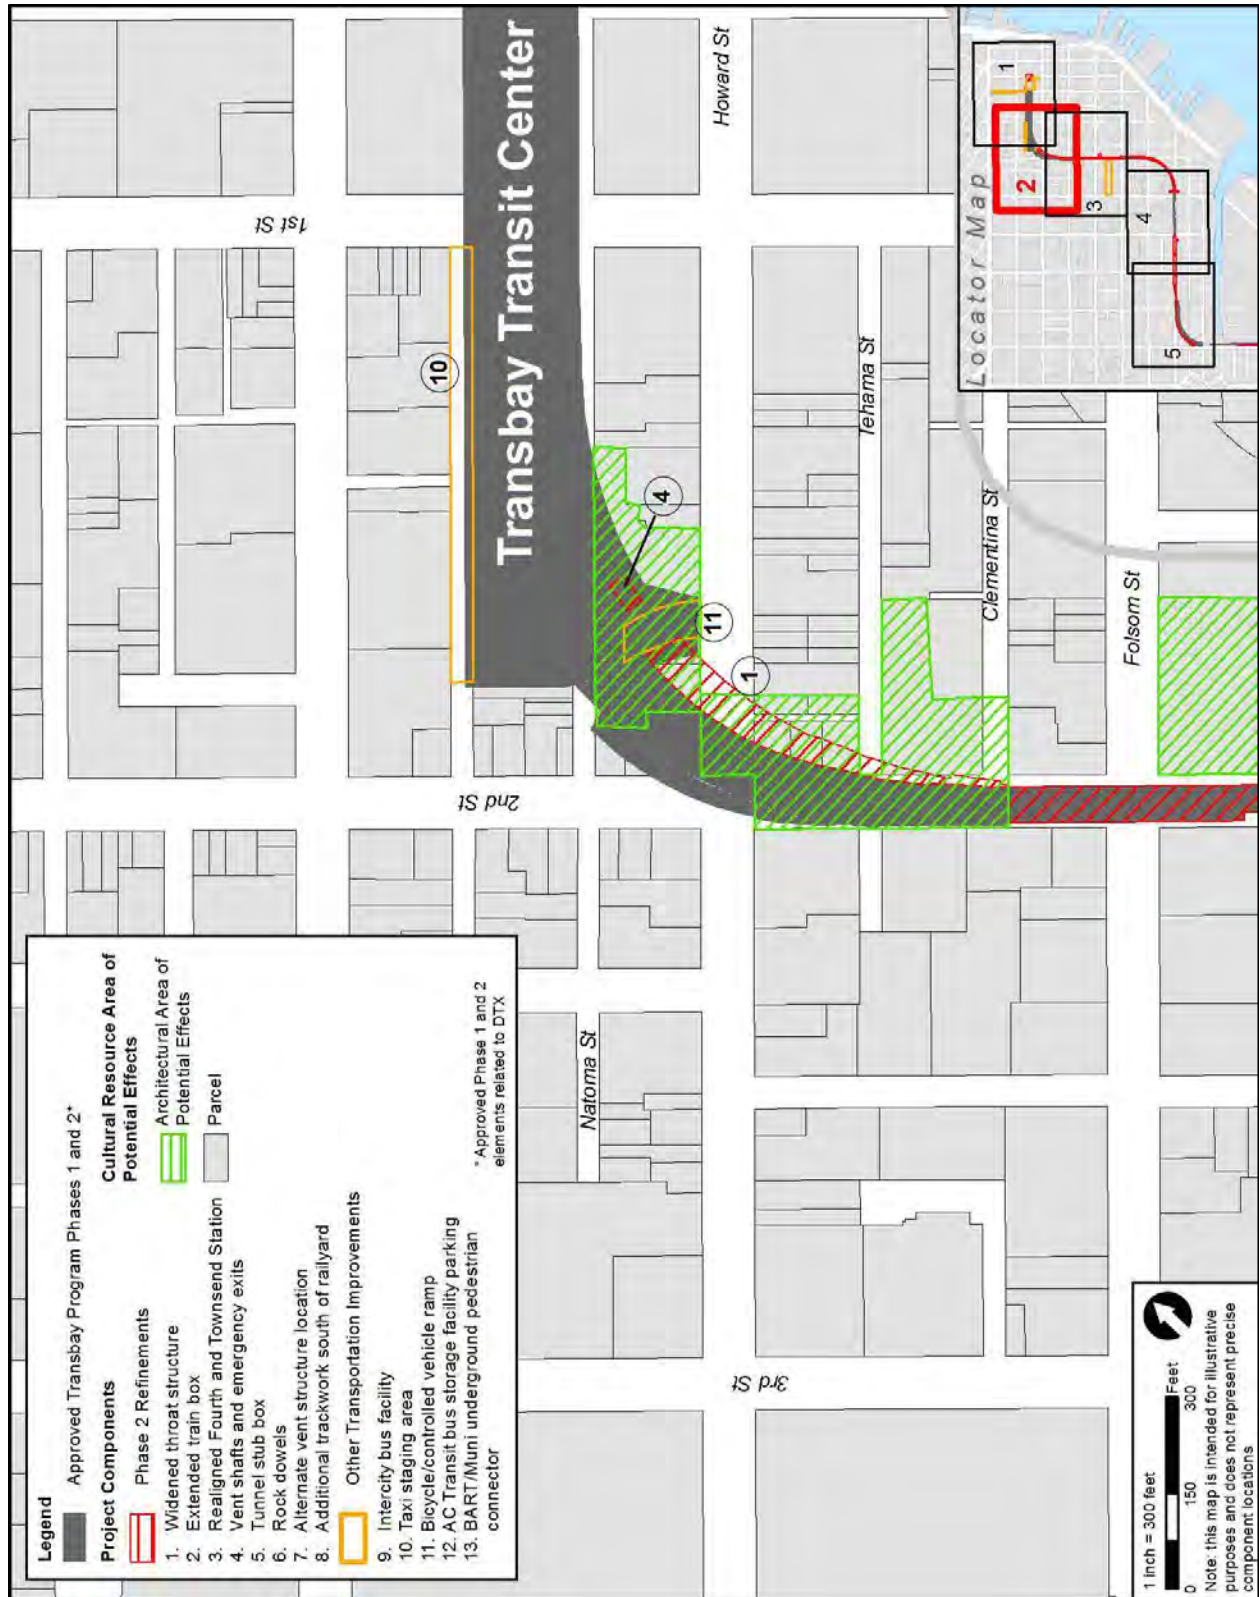 Legend
Approved Transbay Program Phases 1 and 2*
Project Components
Phase 2 Refinements
1. Widened throat structure
2. Extended train box
3. Realigned Fourth and Townsend Station
4. Vent shafts and emergency exits
5. Tunnel stub box
6. Rock dowels
7. Alternate vent structure location
8. Additional trackwork south of railyard
Other Transportation Improvements
9. Intercity bus facility
10. Taxi staging area
11. Bicycle/controlled vehicle ramp
12. AC Transit bus storage facility parking
13. BART/Muni underground pedestrian
connector
Cultural Resource Area of
Potential Effects
Architectural Area of
Potential Effects
Parcel
* Approved Phase 1 and 2
elements related to DTX
1st St
10
Transbay Transit Center
2nd St
4
11
1
Natoma St
Howard St
Tehama St
Clementina St
Folsom St
3rd St
Locator Map
1
2
3
4
5
1 inch = 300 feet
Feet
0 150 300
Note: this map is intended for illustrative
purposes and does not represent precise
component locations